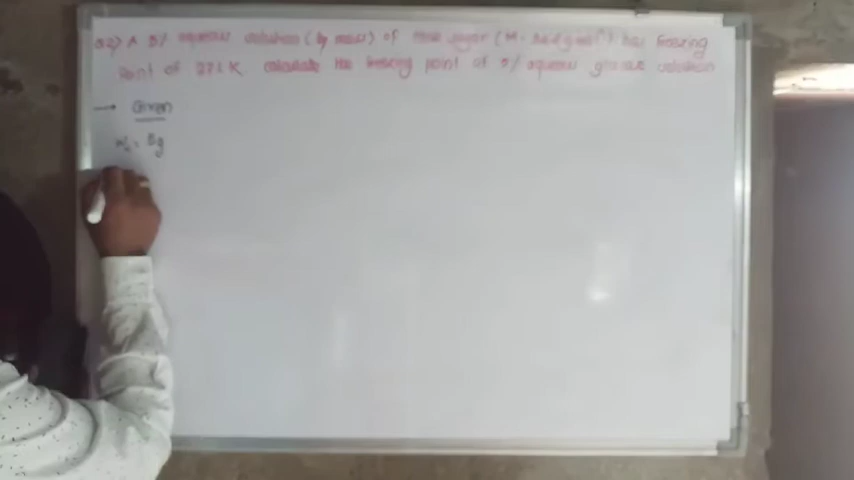 Q2) A 5% aqueous solution (by mass) of cane sugar (M. 342 g mol⁻¹) has freezing
point of 271 K calculate the freezing point of 5% aqueous glucose solution
→ Given
W₂ = 5g